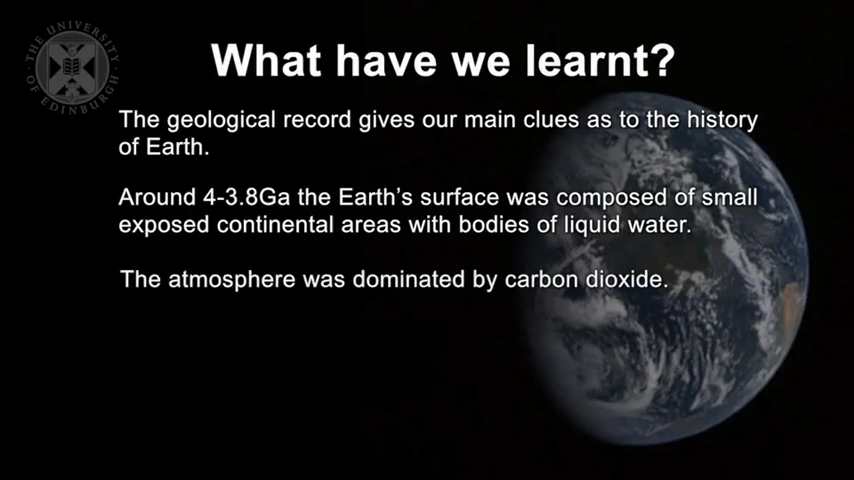 THE UNIVERSITY OF EDINBURGH
What have we learnt?
The geological record gives our main clues as to the history
of Earth.
Around 4-3.8Ga the Earth's surface was composed of small
exposed continental areas with bodies of liquid water.
The atmosphere was dominated by carbon dioxide.